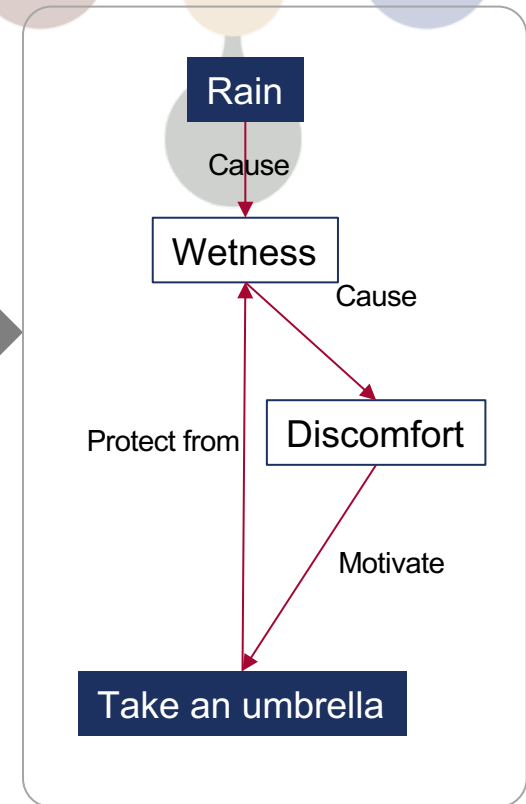 Rain
Cause
Wetness
Cause
Protect from
Discomfort
Motivate
Take an umbrella